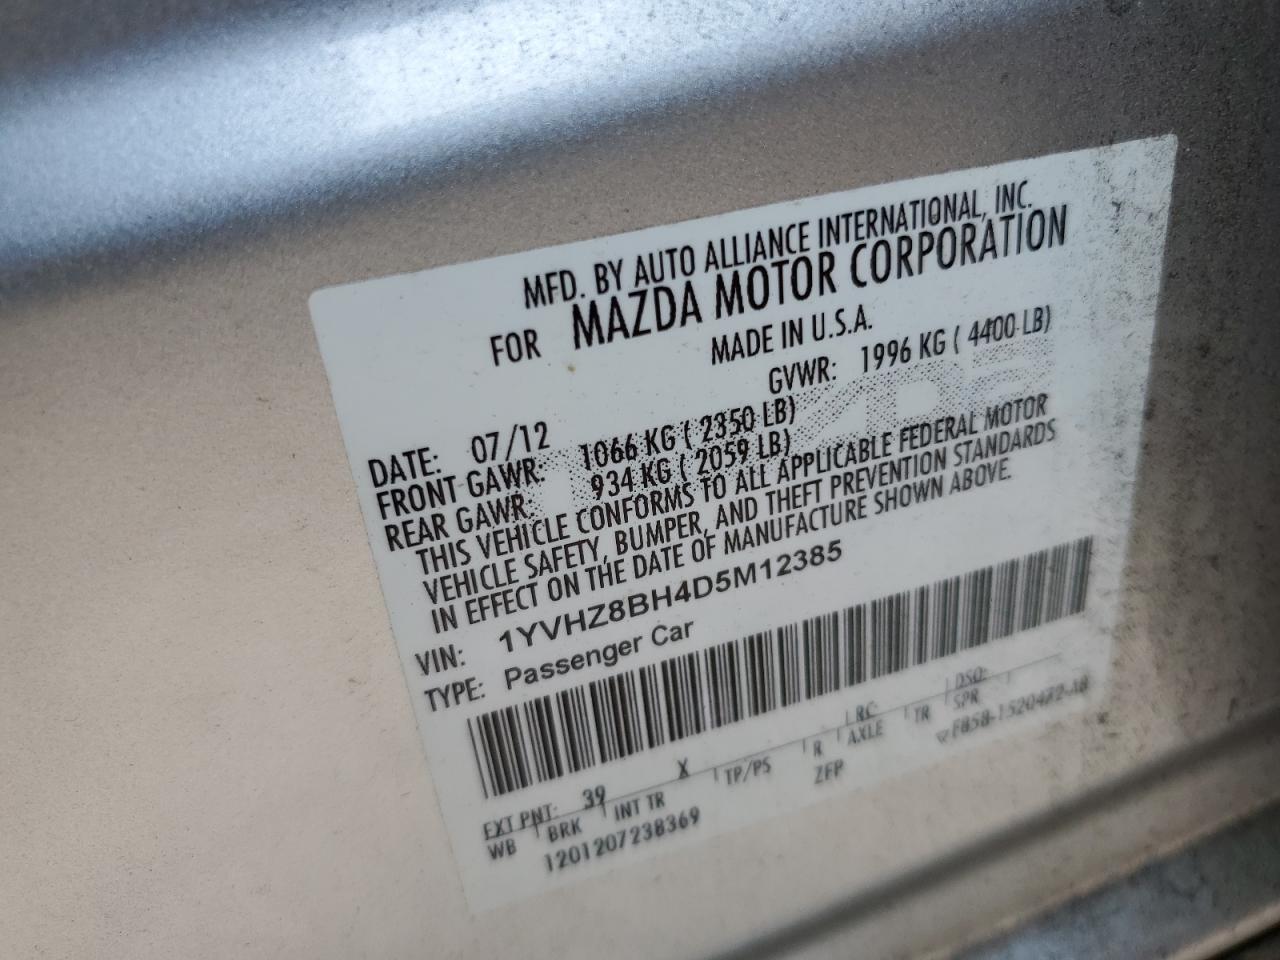 MFD. BY AUTO ALLIANCE INTERNATIONAL, INC.
FOR MAZDA MOTOR CORPORATION
MADE IN U.S.A.
GVWR: 1996 KG ( 4400 LB)
DATE: 07/12
FRONT GAWR: 1066 KG ( 2350 LB)
REAR GAWR: 934 KG ( 2059 LB)
THIS VEHICLE CONFORMS TO ALL APPLICABLE FEDERAL MOTOR
VEHICLE SAFETY, BUMPER, AND THEFT PREVENTION STANDARDS
IN EFFECT ON THE DATE OF MANUFACTURE SHOWN ABOVE.
VIN: 1YVHZ8BH4D5M12385
TYPE: Passenger Car
EXT PNT: 39 X RC: DSO:
WB BRK INT TR TP/PS R AXLE TR SPR
1201207238369 ZFP F858-1520472-AB